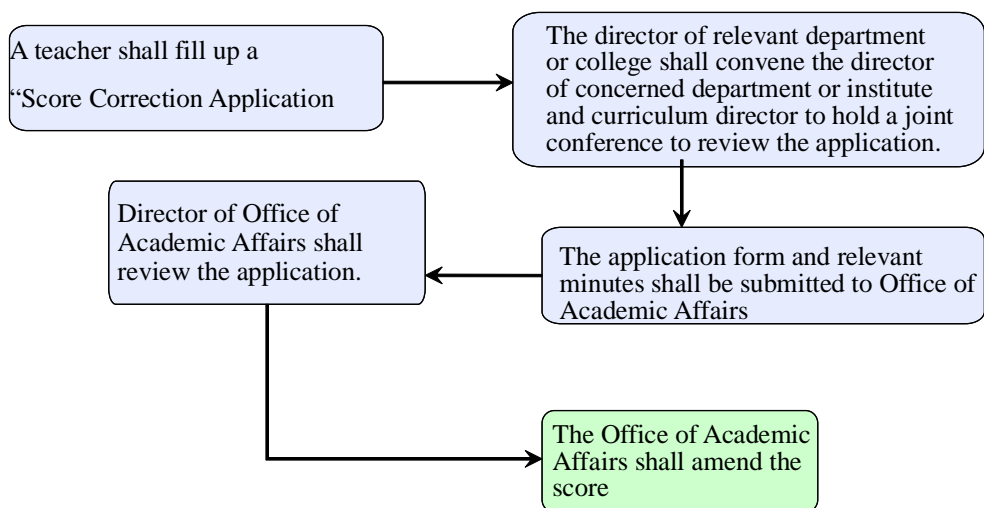 A teacher shall fill up a
“Score Correction Application
The director of relevant department
or college shall convene the director
of concerned department or institute
and curriculum director to hold a joint
conference to review the application.
The application form and relevant
minutes shall be submitted to Office of
Academic Affairs
Director of Office of
Academic Affairs shall
review the application.
The Office of Academic
Affairs shall amend the
score